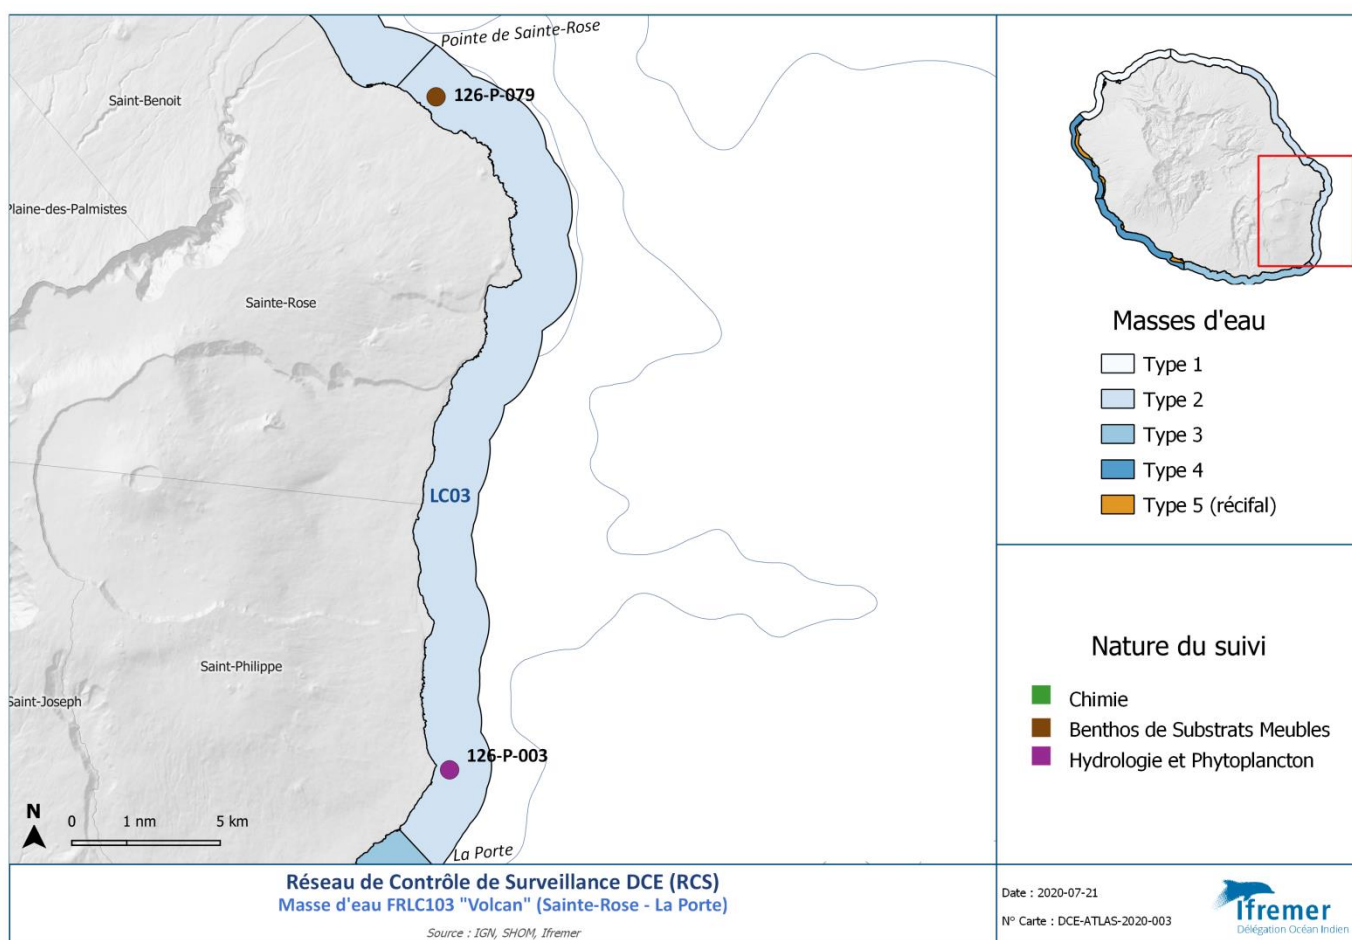 Pointe de Sainte-Rose
Saint-Benoit
126-P-079
Plaine-des-Palmistes
Sainte-Rose
LC03
Saint-Philippe
Saint-Joseph
126-P-003
N
0 1 nm 5 km
La Porte
Masses d'eau
Type 1
Type 2
Type 3
Type 4
Type 5 (récifal)
Nature du suivi
Chimie
Benthos de Substrats Meubles
Hydrologie et Phytoplancton
Réseau de Contrôle de Surveillance DCE (RCS)
Masse d'eau FRLC103 "Volcan" (Sainte-Rose - La Porte)
Source : IGN, SHOM, Ifremer
Date : 2020-07-21
N° Carte : DCE-ATLAS-2020-003
Ifremer
Délégation Océan Indien